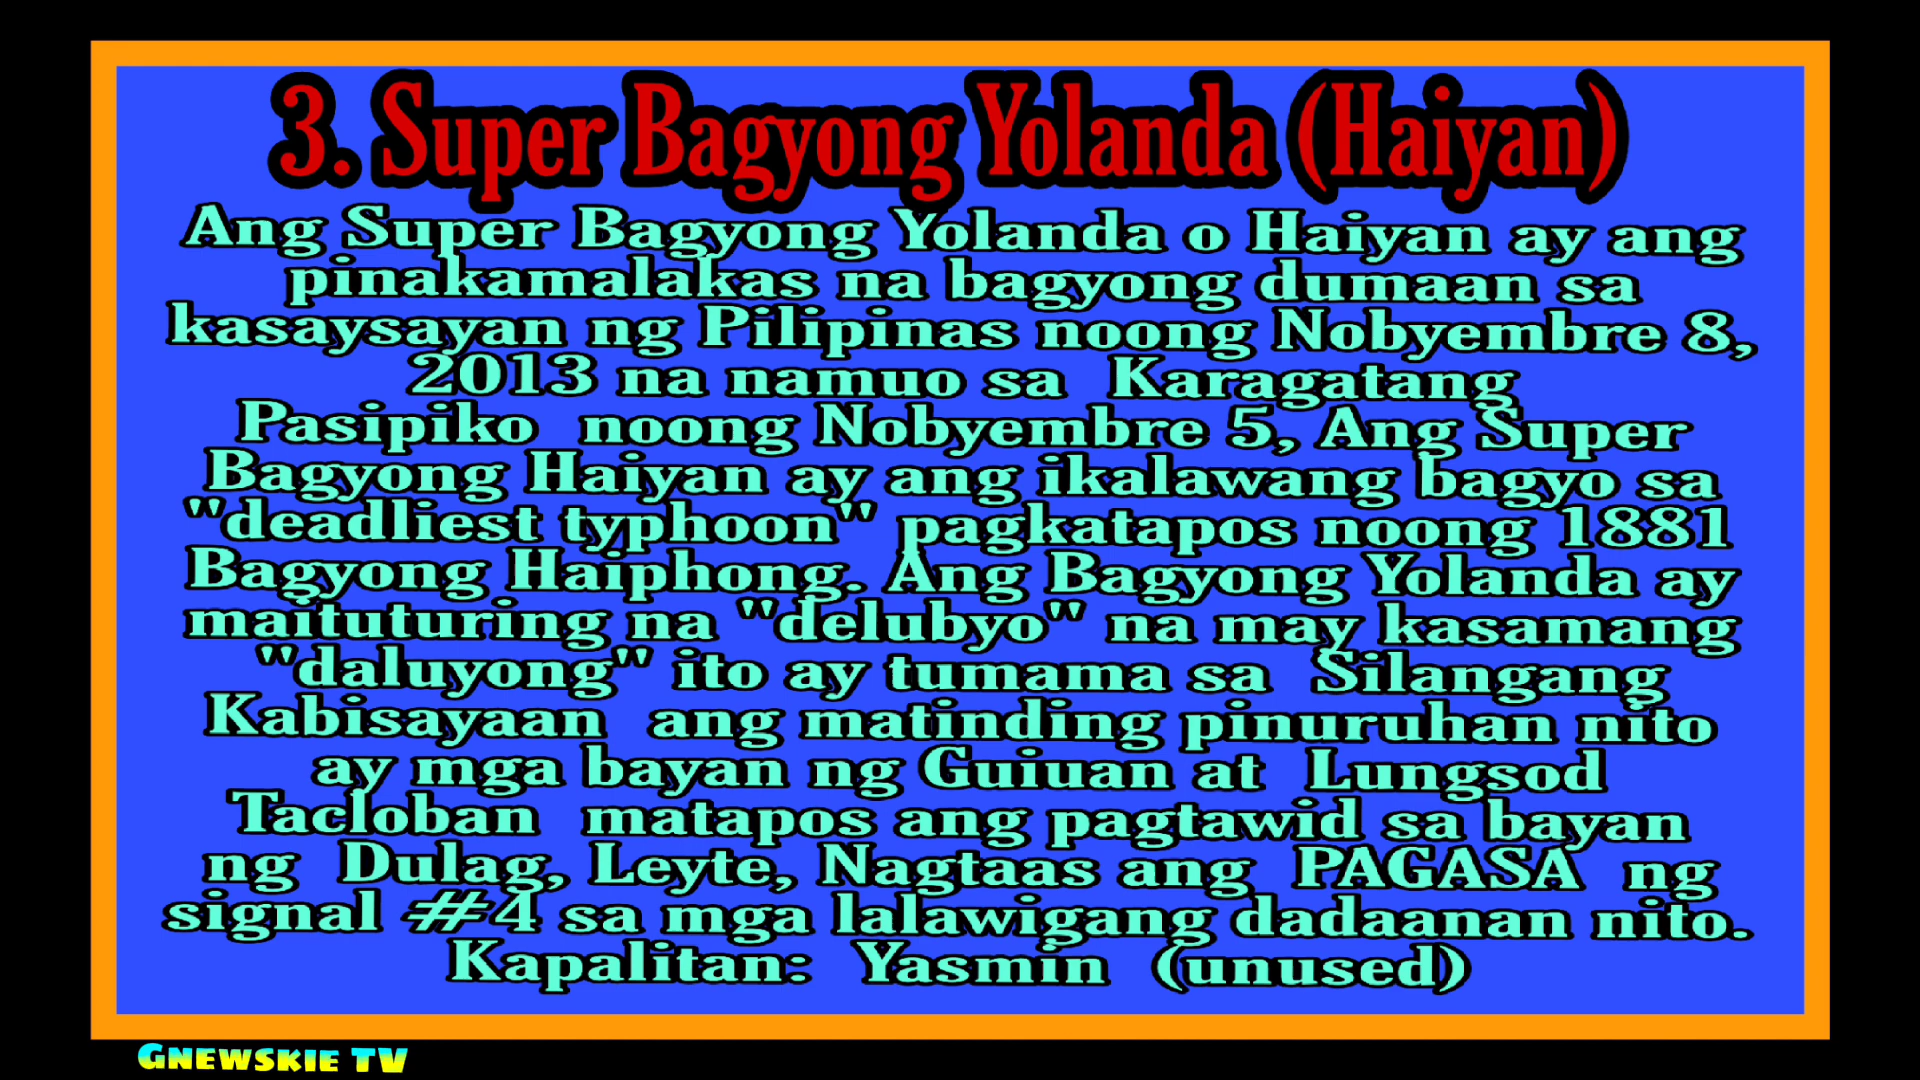 3. Super Bagyong Yolanda (Haiyan)
Ang Super Bagyong Yolanda o Haiyan ay ang
pinakamalakas na bagyong dumaan sa
kasaysayan ng Pilipinas noong Nobyembre 8,
2013 na namuo sa Karagatang
Pasipiko noong Nobyembre 5, Ang Super
Bagyong Haiyan ay ang ikalawang bagyo sa
"deadliest typhoon" pagkatapos noong 1881
Bagyong Haiphong. Ang Bagyong Yolanda ay
maituturing na "delubyo" na may kasamang
"daluyong" ito ay tumama sa Silangang
Kabisayaan ang matinding pinuruhan nito
ay mga bayan ng Guiuan at Lungsod
Tacloban matapos ang pagtawid sa bayan
ng Dulag, Leyte, Nagtaas ang PAGASA ng
signal #4 sa mga lalawigang dadaanan nito.
Kapalitan: Yasmin (unused)
GNEWSKIE TV